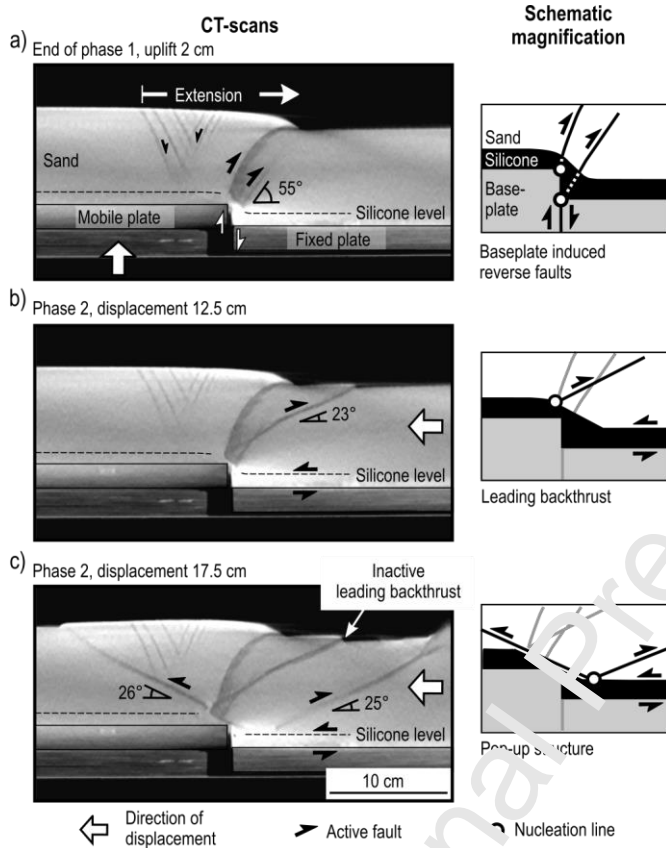 CT-scans
Schematic
magnification
a) End of phase 1, uplift 2 cm
Extension
Sand
55°
Mobile plate
Silicone level
Fixed plate
Sand
Silicone
Base-
plate
Baseplate induced
reverse faults
b) Phase 2, displacement 12.5 cm
23°
Silicone level
Leading backthrust
c) Phase 2, displacement 17.5 cm
Inactive
leading backthrust
26°
25°
Silicone level
10 cm
Pop-up structure
Direction of
displacement
Active fault
Nucleation line